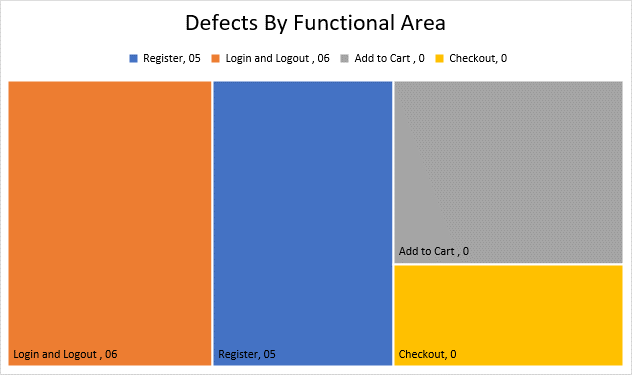 Defects By Functional Area
Register, 05 Login and Logout , 06 Add to Cart , 0 Checkout, 0
Add to Cart , 0
Login and Logout , 06 Register, 05 Checkout, 0